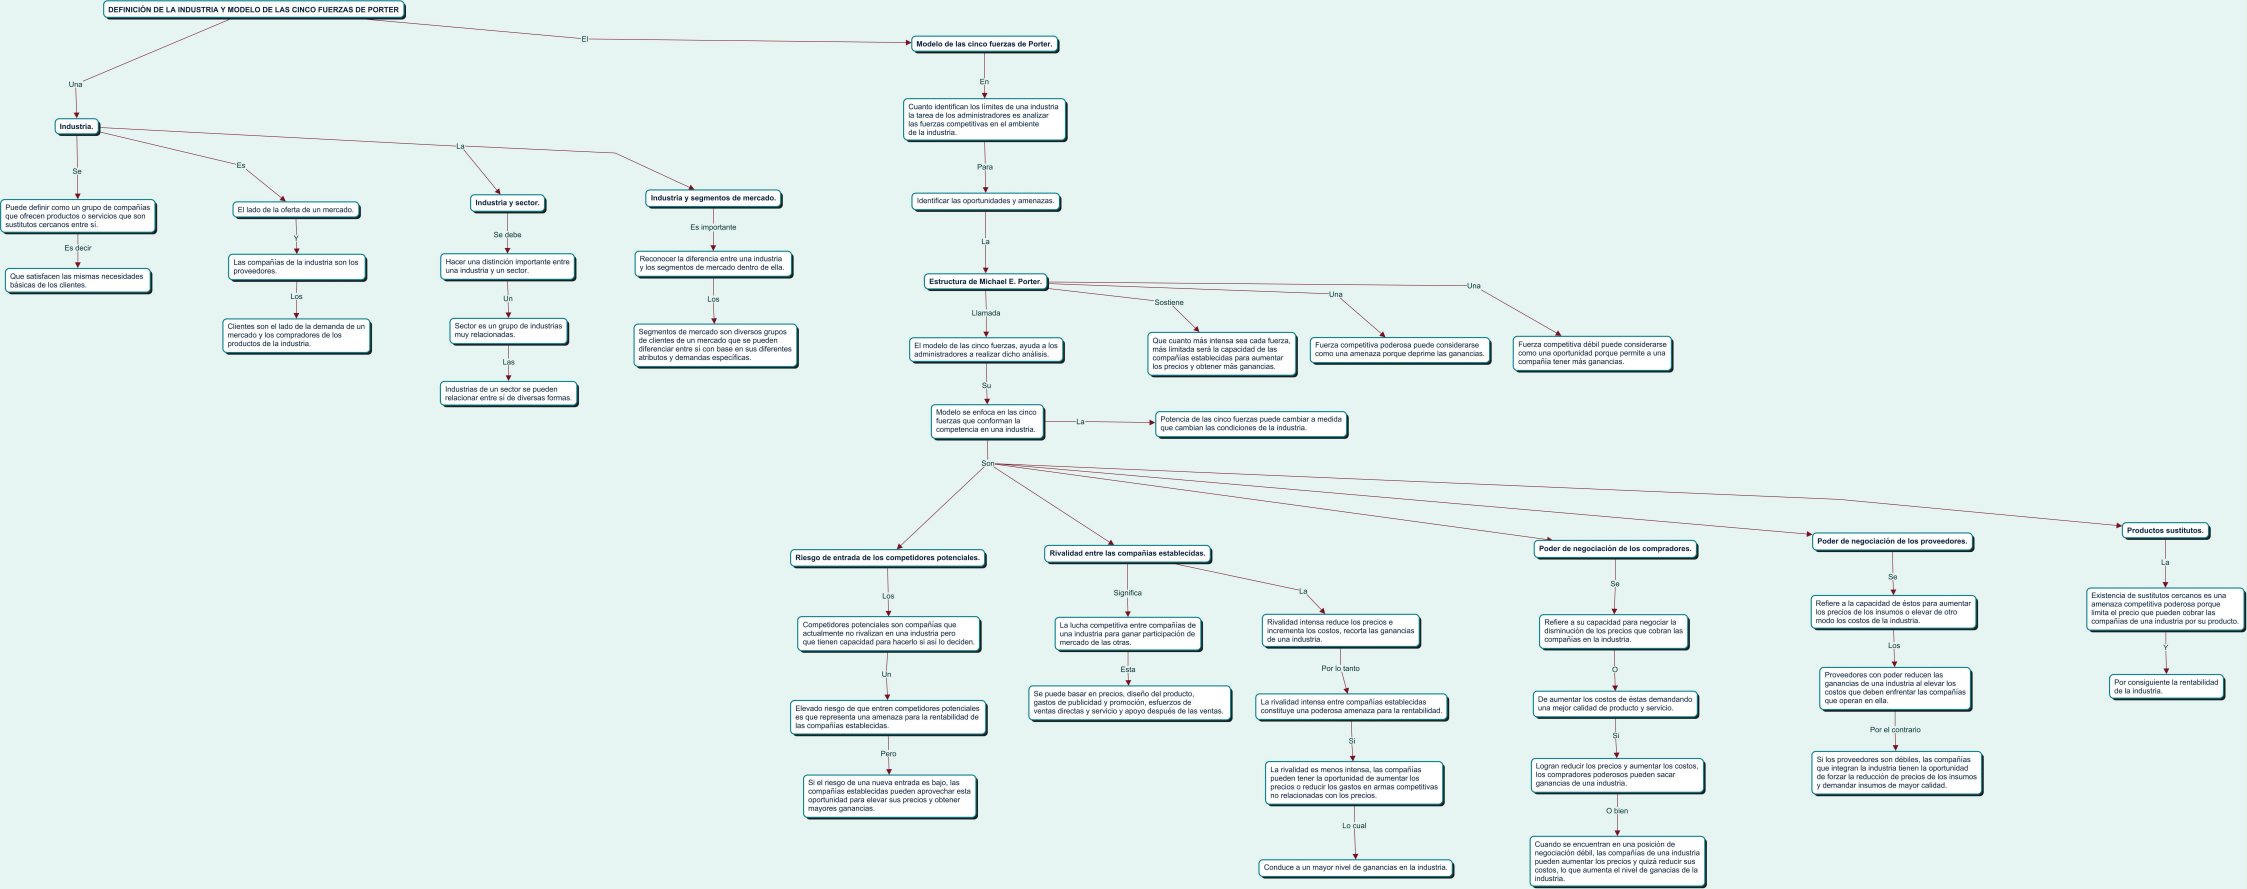 DEFINICIÓN DE LA INDUSTRIA Y MODELO DE LAS CINCO FUERZAS DE PORTER
Una
Industria.
Se
Puede definir como un grupo de compañías
que ofrecen productos o servicios que son
sustitutos cercanos entre sí.
Es decir
Que satisfacen las mismas necesidades
básicas de los clientes.
Es
El lado de la oferta de un mercado.
Y
Las compañías de la industria son los
proveedores.
Los
Clientes son el lado de la demanda de un
mercado y los compradores de los
productos de la industria.
La
Industria y sector.
Se debe
Hacer una distinción importante entre
una industria y un sector.
Un
Sector es un grupo de industrias
muy relacionadas.
Las
Industrias de un sector se pueden
relacionar entre sí de diversas formas.
Industria y segmentos de mercado.
Es importante
Reconocer la diferencia entre una industria
y los segmentos de mercado dentro de ella.
Los
Segmentos de mercado son diversos grupos
de clientes de un mercado que se pueden
diferenciar entre sí con base en sus diferentes
atributos y demandas específicas.
El
Modelo de las cinco fuerzas de Porter.
En
Cuanto identifican los límites de una industria
la tarea de los administradores es analizar
las fuerzas competitivas en el ambiente
de la industria.
Para
Identificar las oportunidades y amenazas.
La
Estructura de Michael E. Porter.
Llamada
El modelo de las cinco fuerzas, ayuda a los
administradores a realizar dicho análisis.
Sostiene
Que cuanto más intensa sea cada fuerza,
más limitada será la capacidad de las
compañías establecidas para aumentar
los precios y obtener más ganancias.
Una
Fuerza competitiva poderosa puede considerarse
como una amenaza porque deprime las ganancias.
Una
Fuerza competitiva débil puede considerarse
como una oportunidad porque permite a una
compañía tener más ganancias.
Su
Modelo se enfoca en las cinco
fuerzas que conforman la
competencia en una industria.
La
Potencia de las cinco fuerzas puede cambiar a medida
que cambian las condiciones de la industria.
Son
Riesgo de entrada de los competidores potenciales.
Los
Competidores potenciales son compañías que
actualmente no rivalizan en una industria pero
que tienen capacidad para hacerlo si así lo deciden.
Un
Elevado riesgo de que entren competidores potenciales
es que representa una amenaza para la rentabilidad de
las compañías establecidas.
Pero
Si el riesgo de una nueva entrada es bajo, las
compañías establecidas pueden aprovechar esta
oportunidad para elevar sus precios y obtener
mayores ganancias.
Rivalidad entre las compañías establecidas.
Significa
La lucha competitiva entre compañías de
una industria para ganar participación de
mercado de las otras.
Esta
Se puede basar en precios, diseño del producto,
gastos de publicidad y promoción, esfuerzos de
ventas directas y servicio y apoyo después de las ventas.
La
Rivalidad intensa reduce los precios e
incrementa los costos, recorta las ganancias
de una industria.
Por lo tanto
La rivalidad intensa entre compañías establecidas
constituye una poderosa amenaza para la rentabilidad.
Si
La rivalidad es menos intensa, las compañías
pueden tener la oportunidad de aumentar los
precios o reducir los gastos en armas competitivas
no relacionadas con los precios.
Lo cual
Conduce a un mayor nivel de ganancias en la industria.
Poder de negociación de los compradores.
Se
Refiere a su capacidad para negociar la
disminución de los precios que cobran las
compañías en la industria.
O
De aumentar los costos de éstas demandando
una mejor calidad de producto y servicio.
Si
Logran reducir los precios y aumentar los costos,
los compradores poderosos pueden sacar
ganancias de una industria.
O bien
Cuando se encuentran en una posición de
negociación débil, las compañías de una industria
pueden aumentar los precios y quizá reducir sus
costos, lo que aumenta el nivel de ganacias de la
industria.
Poder de negociación de los proveedores.
Se
Refiere a la capacidad de éstos para aumentar
los precios de los insumos o elevar de otro
modo los costos de la industria.
Los
Proveedores con poder reducen las
ganancias de una industria al elevar los
costos que deben enfrentar las compañías
que operan en ella.
Por el contrario
Si los proveedores son débiles, las compañías
que integran la industria tienen la oportunidad
de forzar la reducción de precios de los insumos
y demandar insumos de mayor calidad.
Productos sustitutos.
La
Existencia de sustitutos cercanos es una
amenaza competitiva poderosa porque
limita el precio que pueden cobrar las
compañías de una industria por su producto.
Y
Por consiguiente la rentabilidad
de la industria.